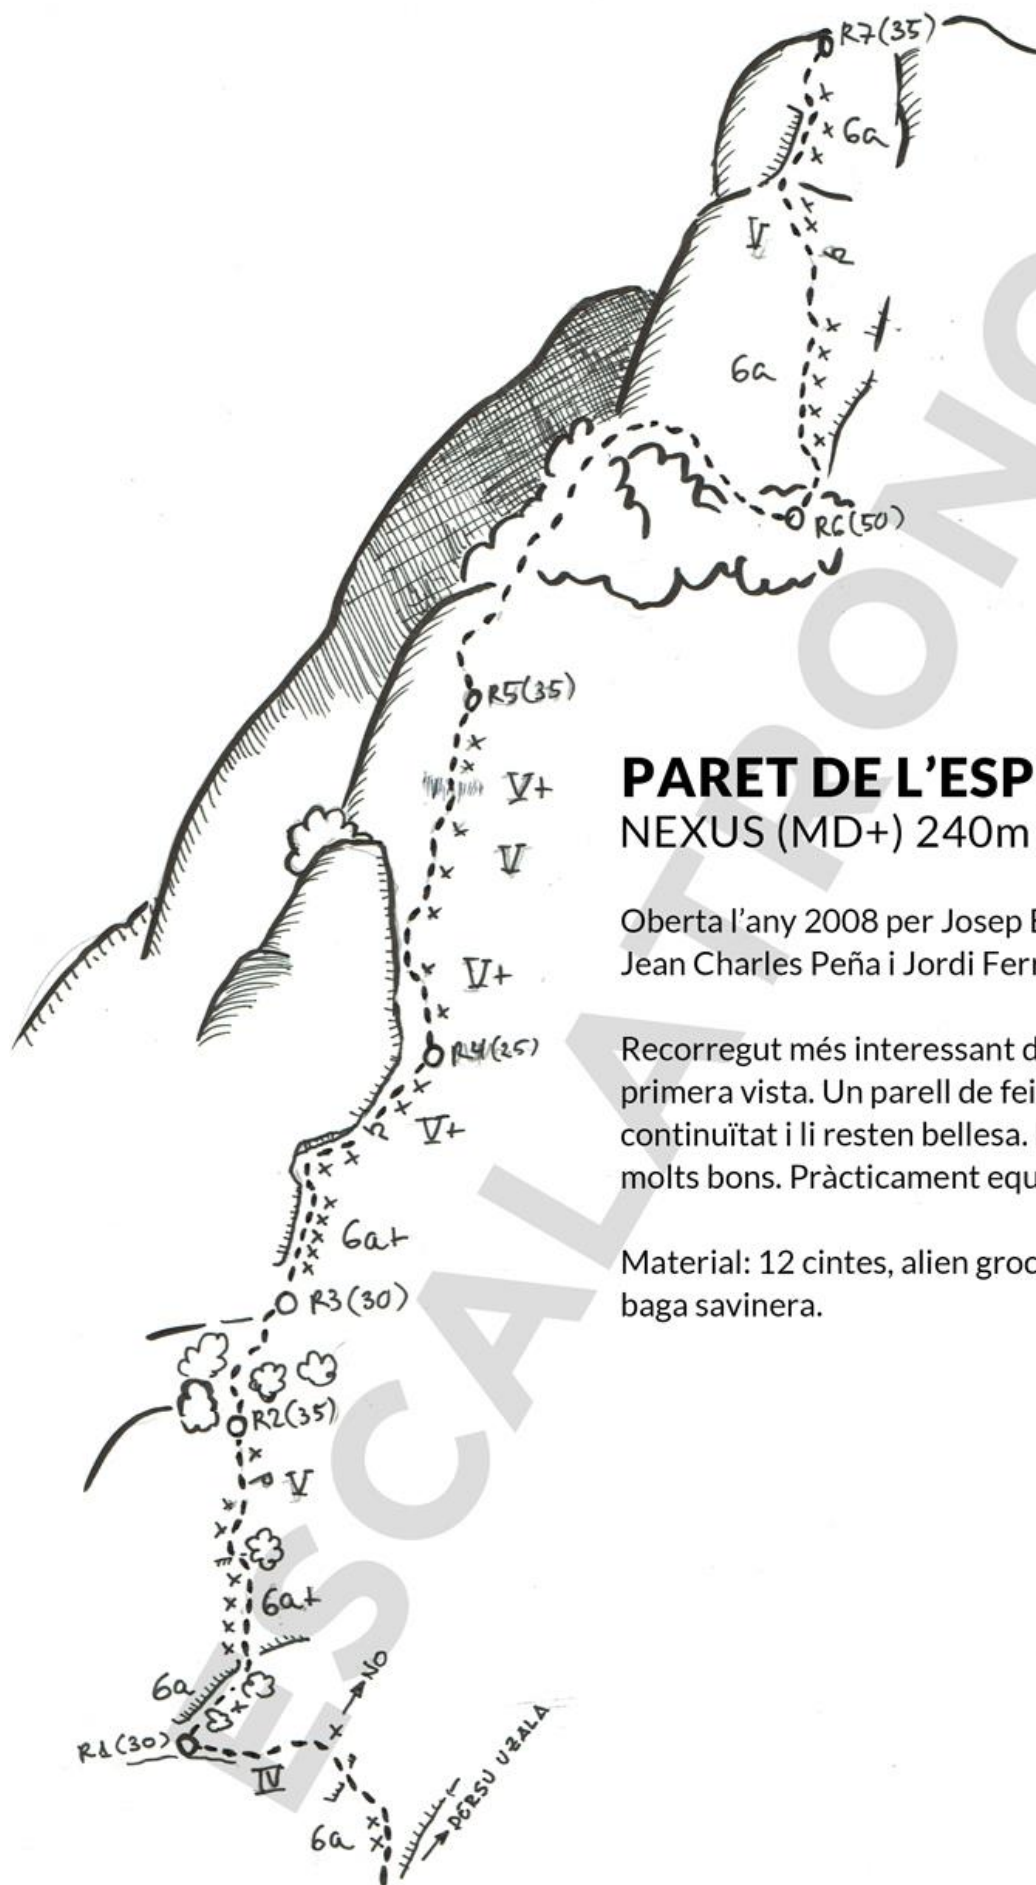 R7(35)
6a
V
6a
R6(50)
R5(35)
V+
V
V+
R4(25)
V+
6a+
R3(30)
R2(35)
V
6a+
6a
NO
R1(30)
IV
6a
DERSU UZALA
PARET DE L'ESP
NEXUS (MD+) 240m
Oberta l'any 2008 per Josep E
Jean Charles Peña i Jordi Ferr
Recorregut més interessant d
primera vista. Un parell de fei
continuïtat i li resten bellesa.
molts bons. Pràcticament equ
Material: 12 cintes, alien groc
baga savinera.
ESCALATRONC